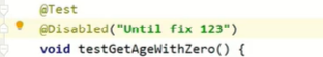 @Test
@Disabled("Until fix 123")
void testGetAgeWithZero() {